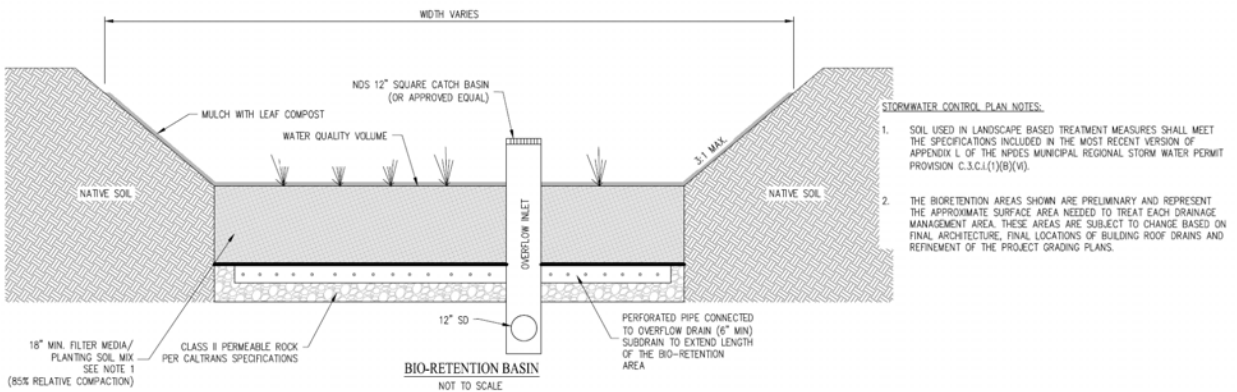 WIDTH VARIES
NDS 12" SQUARE CATCH BASIN
(OR APPROVED EQUAL)
MULCH WITH LEAF COMPOST
WATER QUALITY VOLUME
3:1 MAX.
NATIVE SOIL
NATIVE SOIL
OVERFLOW INLET
12" SD
18" MIN. FILTER MEDIA/
PLANTING SOIL MIX
SEE NOTE 1
(85% RELATIVE COMPACTION)
CLASS II PERMEABLE ROCK
PER CALTRANS SPECIFICATIONS
PERFORATED PIPE CONNECTED
TO OVERFLOW DRAIN (6" MIN)
SUBDRAIN TO EXTEND LENGTH
OF THE BIO-RETENTION
AREA
BIO-RETENTION BASIN
NOT TO SCALE
STORMWATER CONTROL PLAN NOTES:
1. SOIL USED IN LANDSCAPE BASED TREATMENT MEASURES SHALL MEET
THE SPECIFICATIONS INCLUDED IN THE MOST RECENT VERSION OF
APPENDIX L OF THE NPDES MUNICIPAL REGIONAL STORM WATER PERMIT
PROVISION C.3.C.I.(1)(B)(VI).
2. THE BIORETENTION AREAS SHOWN ARE PRELIMINARY AND REPRESENT
THE APPROXIMATE SURFACE AREA NEEDED TO TREAT EACH DRAINAGE
MANAGEMENT AREA. THESE AREAS ARE SUBJECT TO CHANGE BASED ON
FINAL ARCHITECTURE, FINAL LOCATIONS OF BUILDING ROOF DRAINS AND
REFINEMENT OF THE PROJECT GRADING PLANS.